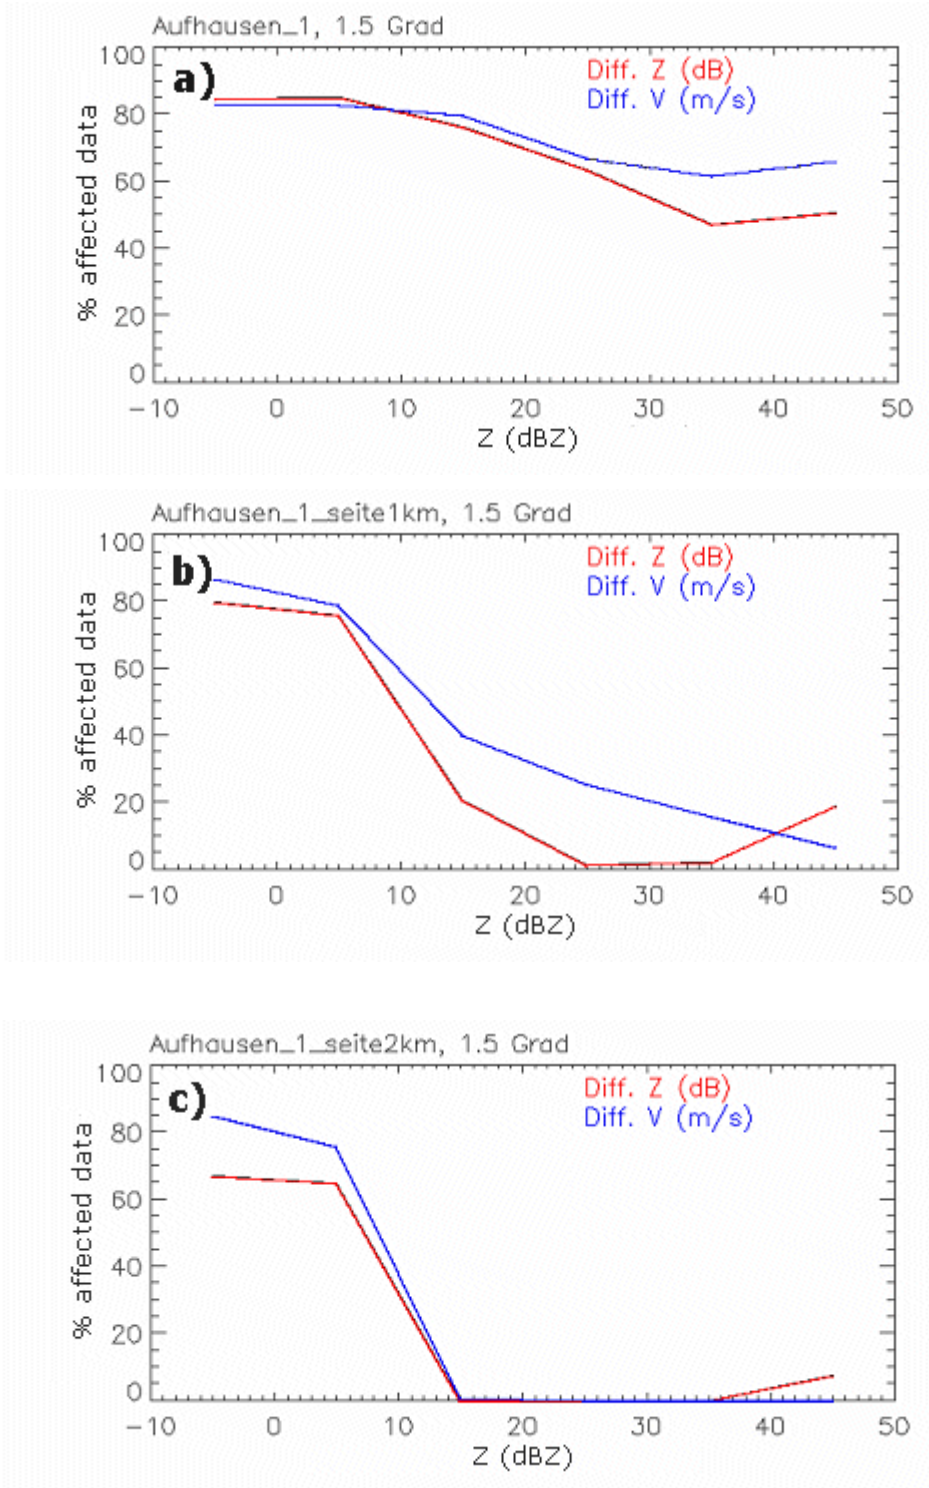 Aufhausen_1, 1.5 Grad
a)
Diff. Z (dB)
Diff. V (m/s)
% affected data
100
80
60
40
20
0
-10 0 10 20 30 40 50
Z (dBZ)
Aufhausen_1_seite1km, 1.5 Grad
b)
Diff. Z (dB)
Diff. V (m/s)
% affected data
100
80
60
40
20
0
-10 0 10 20 30 40 50
Z (dBZ)
Aufhausen_1_seite2km, 1.5 Grad
c)
Diff. Z (dB)
Diff. V (m/s)
% affected data
100
80
60
40
20
0
-10 0 10 20 30 40 50
Z (dBZ)